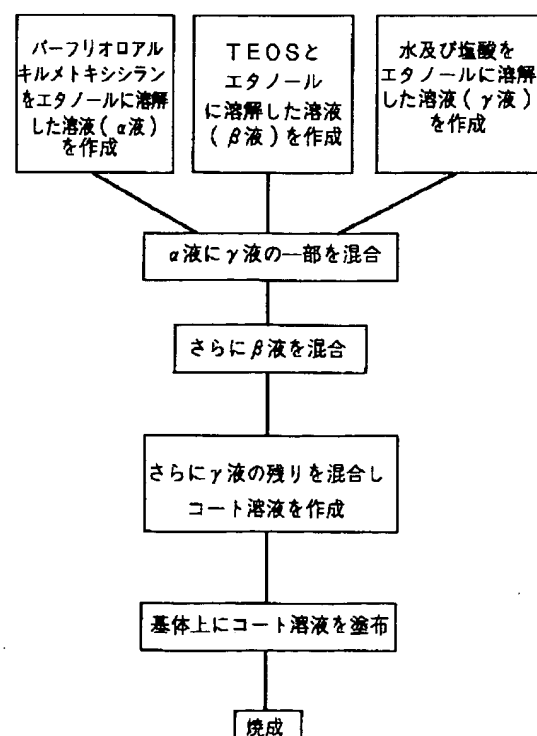 パーフリオロアル
キルメトキシシラン
をエタノールに溶解
した溶液(α液)
を作成
TEOSと
エタノール
に溶解した溶液
(β液)を作成
水及び塩酸を
エタノールに溶解
した溶液(γ液)
を作成
α液にγ液の一部を混合
さらにβ液を混合
さらにγ液の残りを混合し
コート溶液を作成
基体上にコート溶液を塗布
焼成